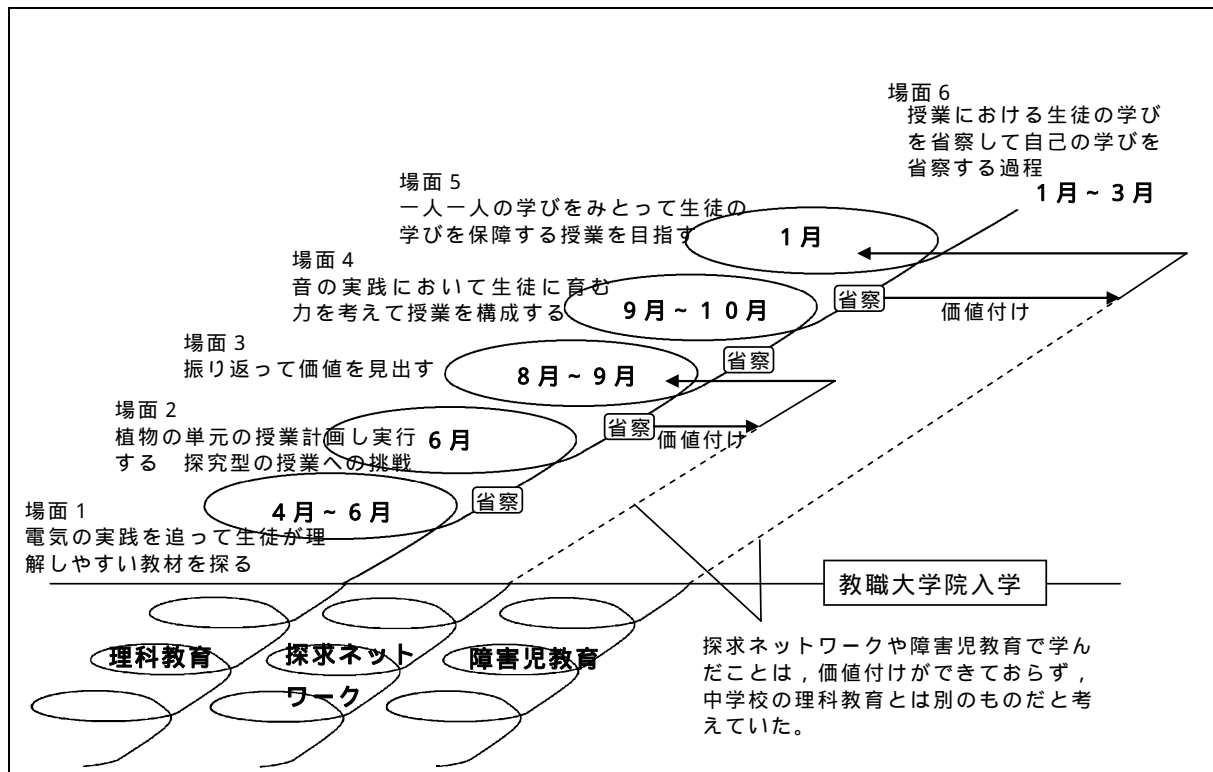 場面６
授業における生徒の学び
を省察して自己の学びを
省察する過程
１月～３月
場面５
一人一人の学びをみとって生徒の
学びを保障する授業を目指す
１月
場面４
音の実践において生徒に育む
力を考えて授業を構成する
９月～１０月
省察
価値付け
場面３
振り返って価値を見出す
８月～９月
省察
場面２
植物の単元の授業計画し実行
する　探究型の授業への挑戦
６月
省察
価値付け
場面１
電気の実践を追って生徒が理
解しやすい教材を探る
４月～６月
省察
教職大学院入学
理科教育
探求ネット
ワーク
障害児教育
探求ネットワークや障害児教育で学ん
だことは，価値付けができておらず，
中学校の理科教育とは別のものだと考
えていた。